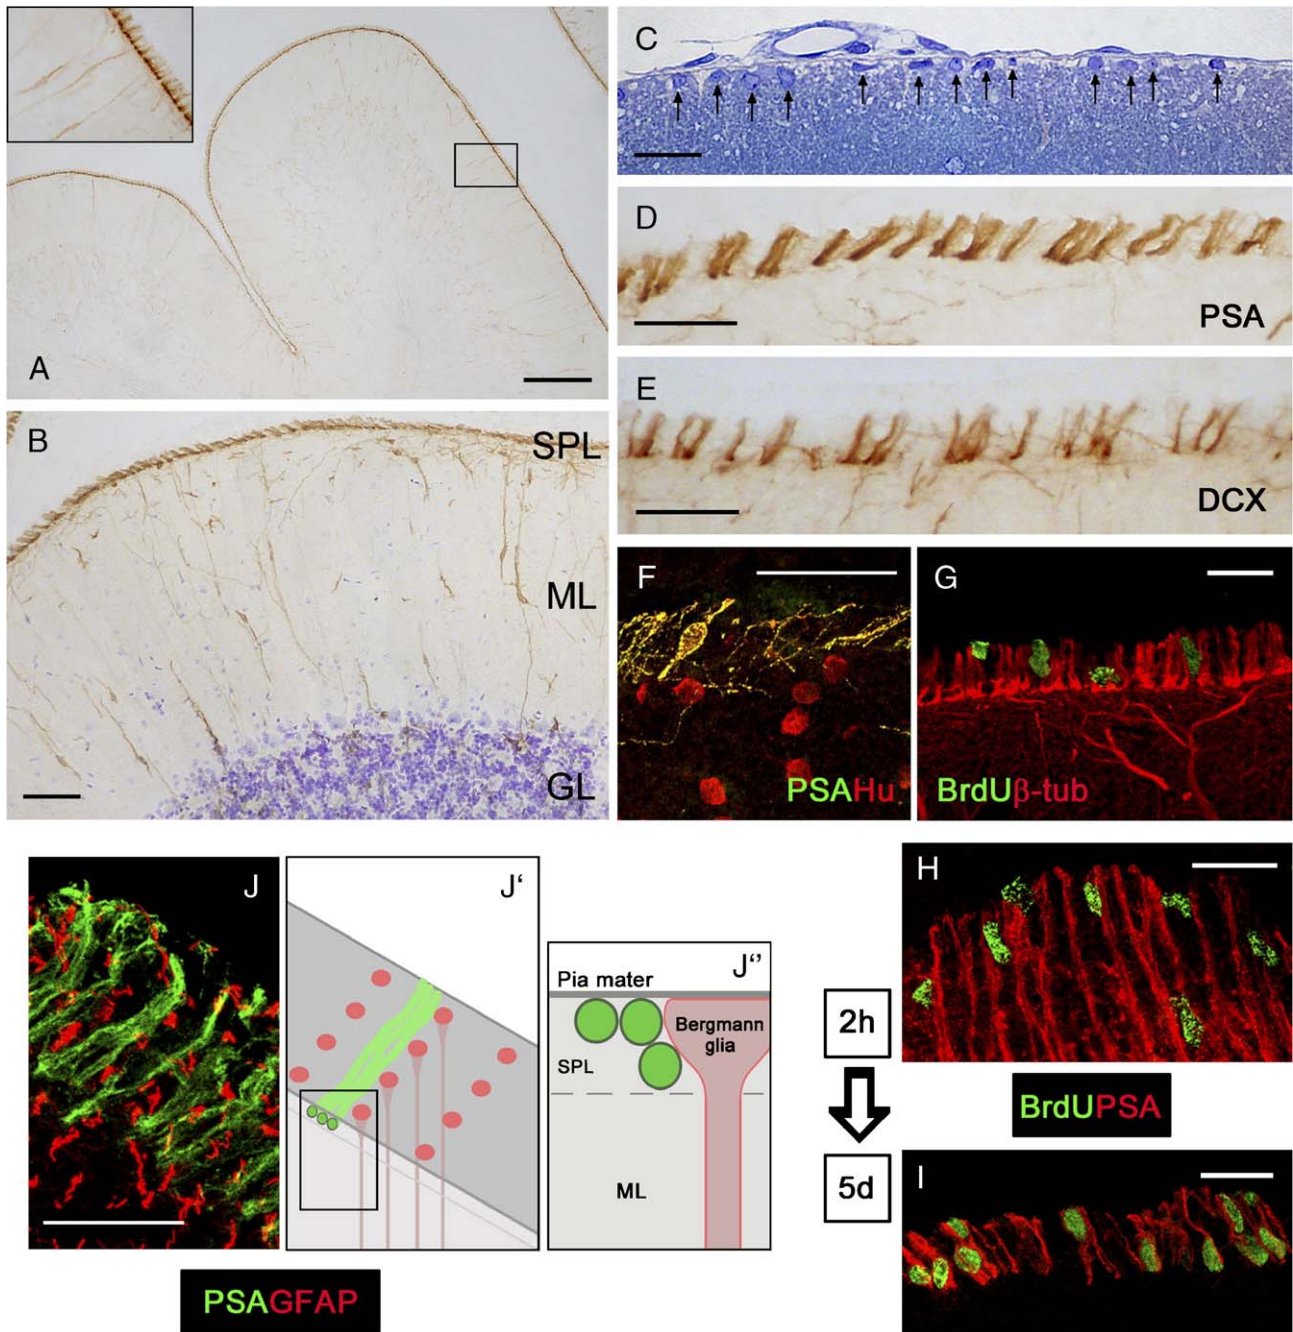 A
B
SPL
ML
GL
C
D
PSA
E
DCX
F
PSAHu
G
BrdUβ-tub
J
J‘
J‘‘
Pia mater
Bergmann
glia
SPL
ML
PSAGFAP
H
2h
BrdUPSA
5d
I